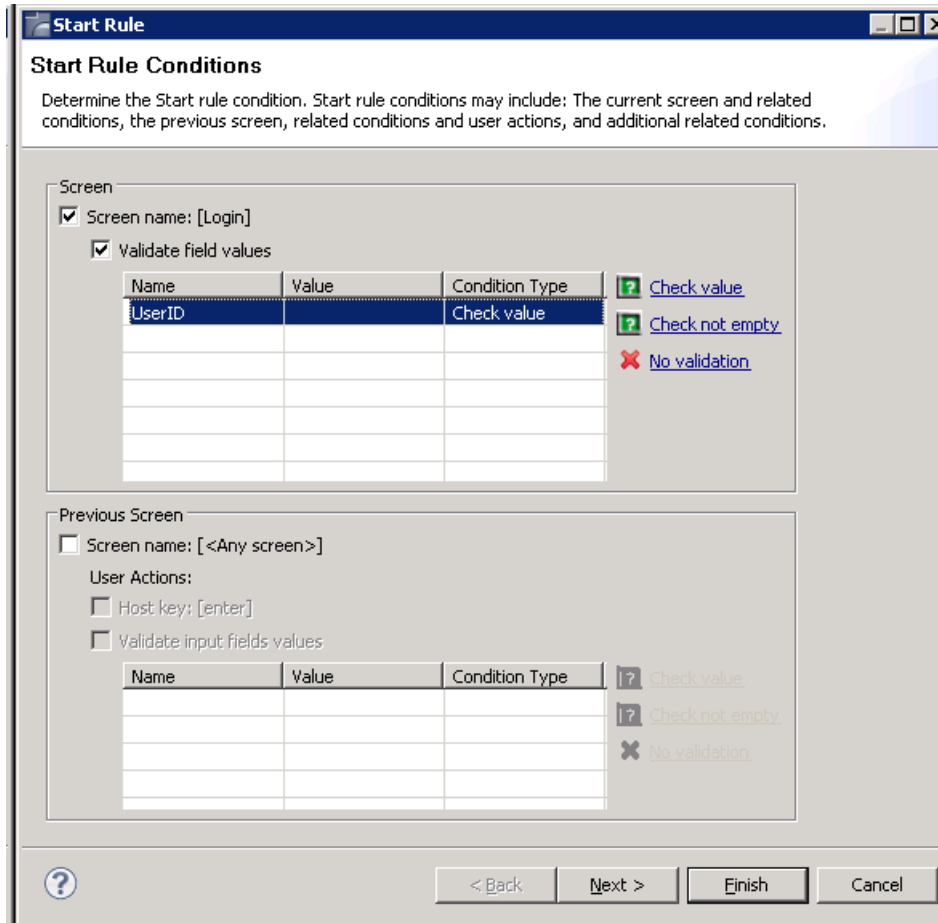 Start Rule
Start Rule Conditions
Determine the Start rule condition. Start rule conditions may include: The current screen and related
conditions, the previous screen, related conditions and user actions, and additional related conditions.
Screen
Screen name: [Login]
Validate field values
Name Value Condition Type
UserID Check value
Check value
Check not empty
No validation
Previous Screen
Screen name: [<Any screen>]
User Actions:
Host key: [enter]
Validate input fields values
Name Value Condition Type
Check value
Check not empty
No validation
< Back Next > Finish Cancel